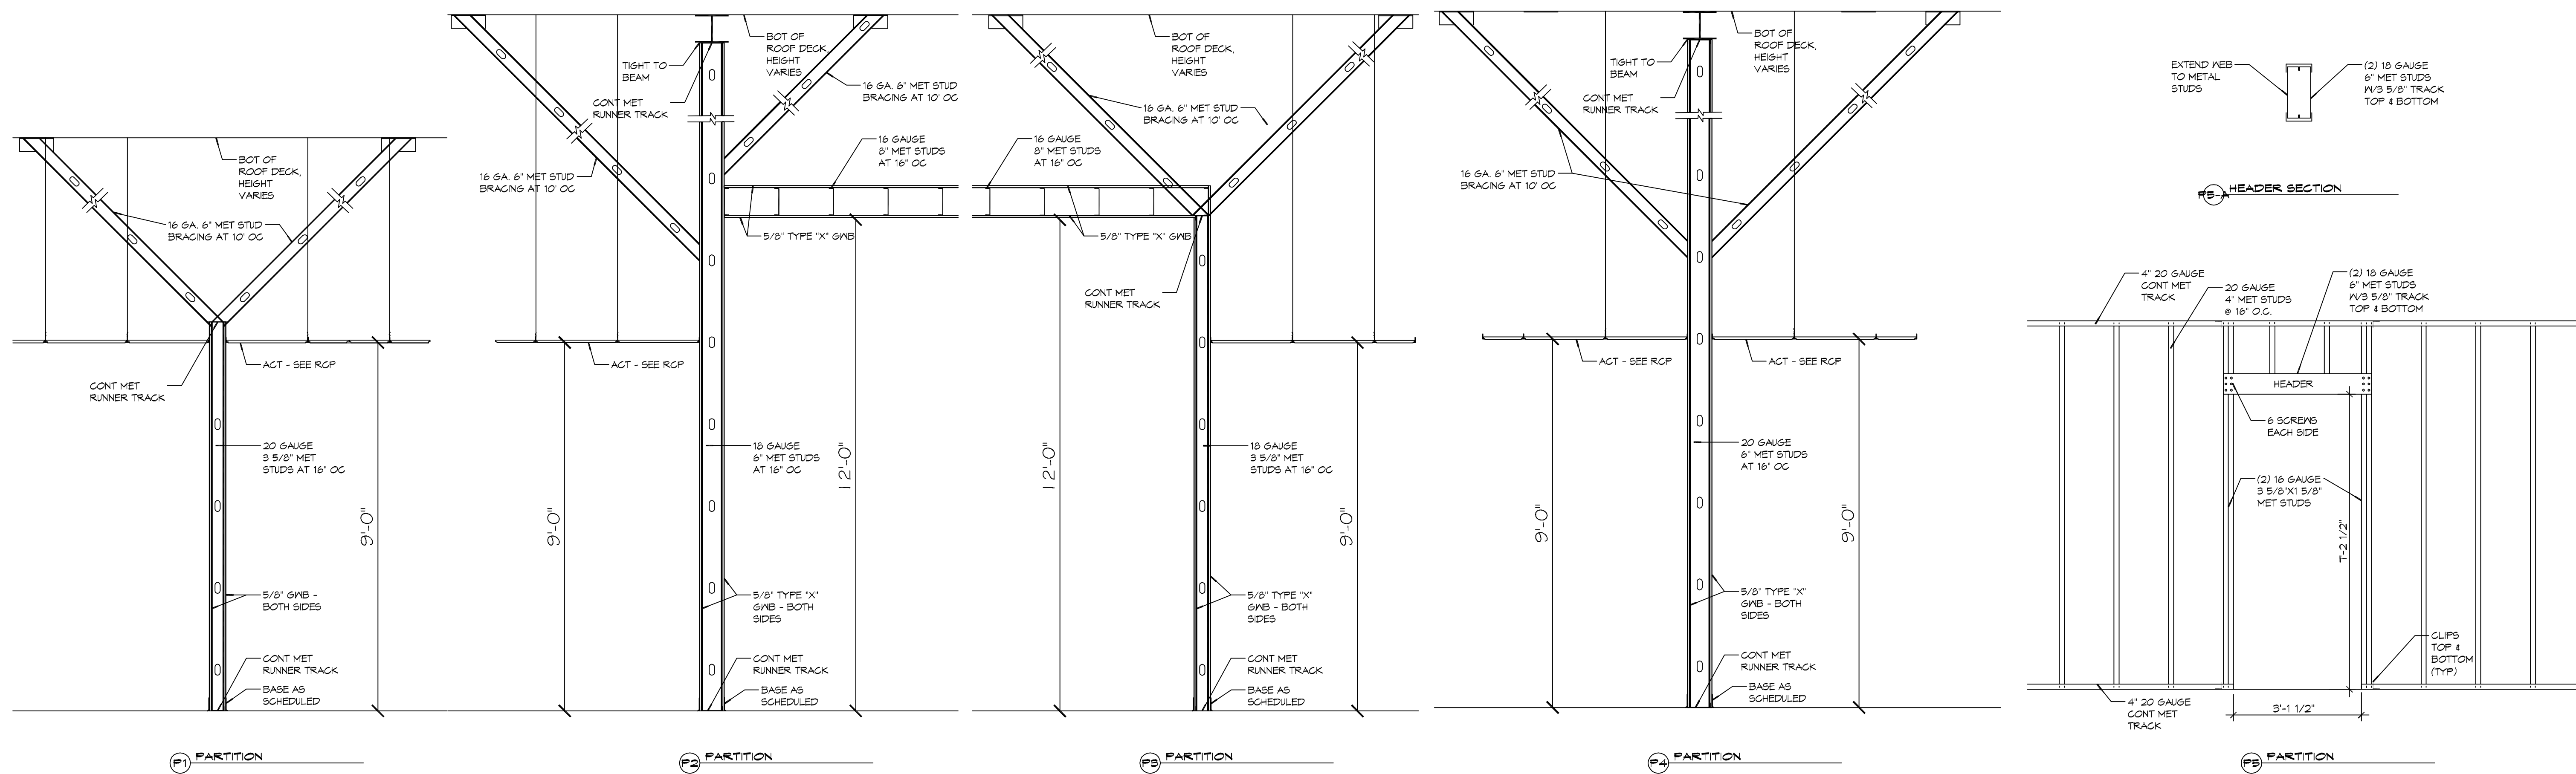 BOT OF
ROOF DECK,
HEIGHT
VARIES
16 GA. 6" MET STUD
BRACING AT 10' OC
ACT - SEE RCP
CONT MET
RUNNER TRACK
20 GAUGE
3 5/8" MET
STUDS AT 16" OC
9'-0"
5/8" GWB -
BOTH SIDES
CONT MET
RUNNER TRACK
BASE AS
SCHEDULED
P1 PARTITION
BOT OF
ROOF DECK,
HEIGHT
VARIES
TIGHT TO
BEAM
CONT MET
RUNNER TRACK
16 GA. 6" MET STUD
BRACING AT 10' OC
16 GAUGE
8" MET STUDS
AT 16" OC
16 GA. 6" MET STUD
BRACING AT 10' OC
5/8" TYPE "X" GWB
ACT - SEE RCP
18 GAUGE
6" MET STUDS
AT 16" OC
12'-0"
9'-0"
5/8" TYPE "X"
GWB - BOTH
SIDES
CONT MET
RUNNER TRACK
BASE AS
SCHEDULED
P2 PARTITION
BOT OF
ROOF DECK,
HEIGHT
VARIES
16 GA. 6" MET STUD
BRACING AT 10' OC
16 GAUGE
8" MET STUDS
AT 16" OC
5/8" TYPE "X" GWB
CONT MET
RUNNER TRACK
18 GAUGE
3 5/8" MET
STUDS AT 16" OC
12'-0"
9'-0"
5/8" TYPE "X"
GWB - BOTH
SIDES
CONT MET
RUNNER TRACK
BASE AS
SCHEDULED
P3 PARTITION
BOT OF
ROOF DECK,
HEIGHT
VARIES
TIGHT TO
BEAM
CONT MET
RUNNER TRACK
16 GA. 6" MET STUD
BRACING AT 10' OC
ACT - SEE RCP
ACT - SEE RCP
20 GAUGE
6" MET STUDS
AT 16" OC
9'-0"
9'-0"
5/8" TYPE "X"
GWB - BOTH
SIDES
CONT MET
RUNNER TRACK
BASE AS
SCHEDULED
P4 PARTITION
EXTEND WEB
TO METAL
STUDS
(2) 18 GAUGE
6" MET STUDS
W/3 5/8" TRACK
TOP & BOTTOM
P5-A HEADER SECTION
4" 20 GAUGE
CONT MET
TRACK
20 GAUGE
4" MET STUDS
@ 16" O.C.
(2) 18 GAUGE
6" MET STUDS
W/3 5/8" TRACK
TOP & BOTTOM
HEADER
6 SCREWS
EACH SIDE
(2) 16 GAUGE
3 5/8"X1 5/8"
MET STUDS
7'-2 1/2"
CLIPS
TOP &
BOTTOM
(TYP)
4" 20 GAUGE
CONT MET
TRACK
3'-1 1/2"
P5 PARTITION